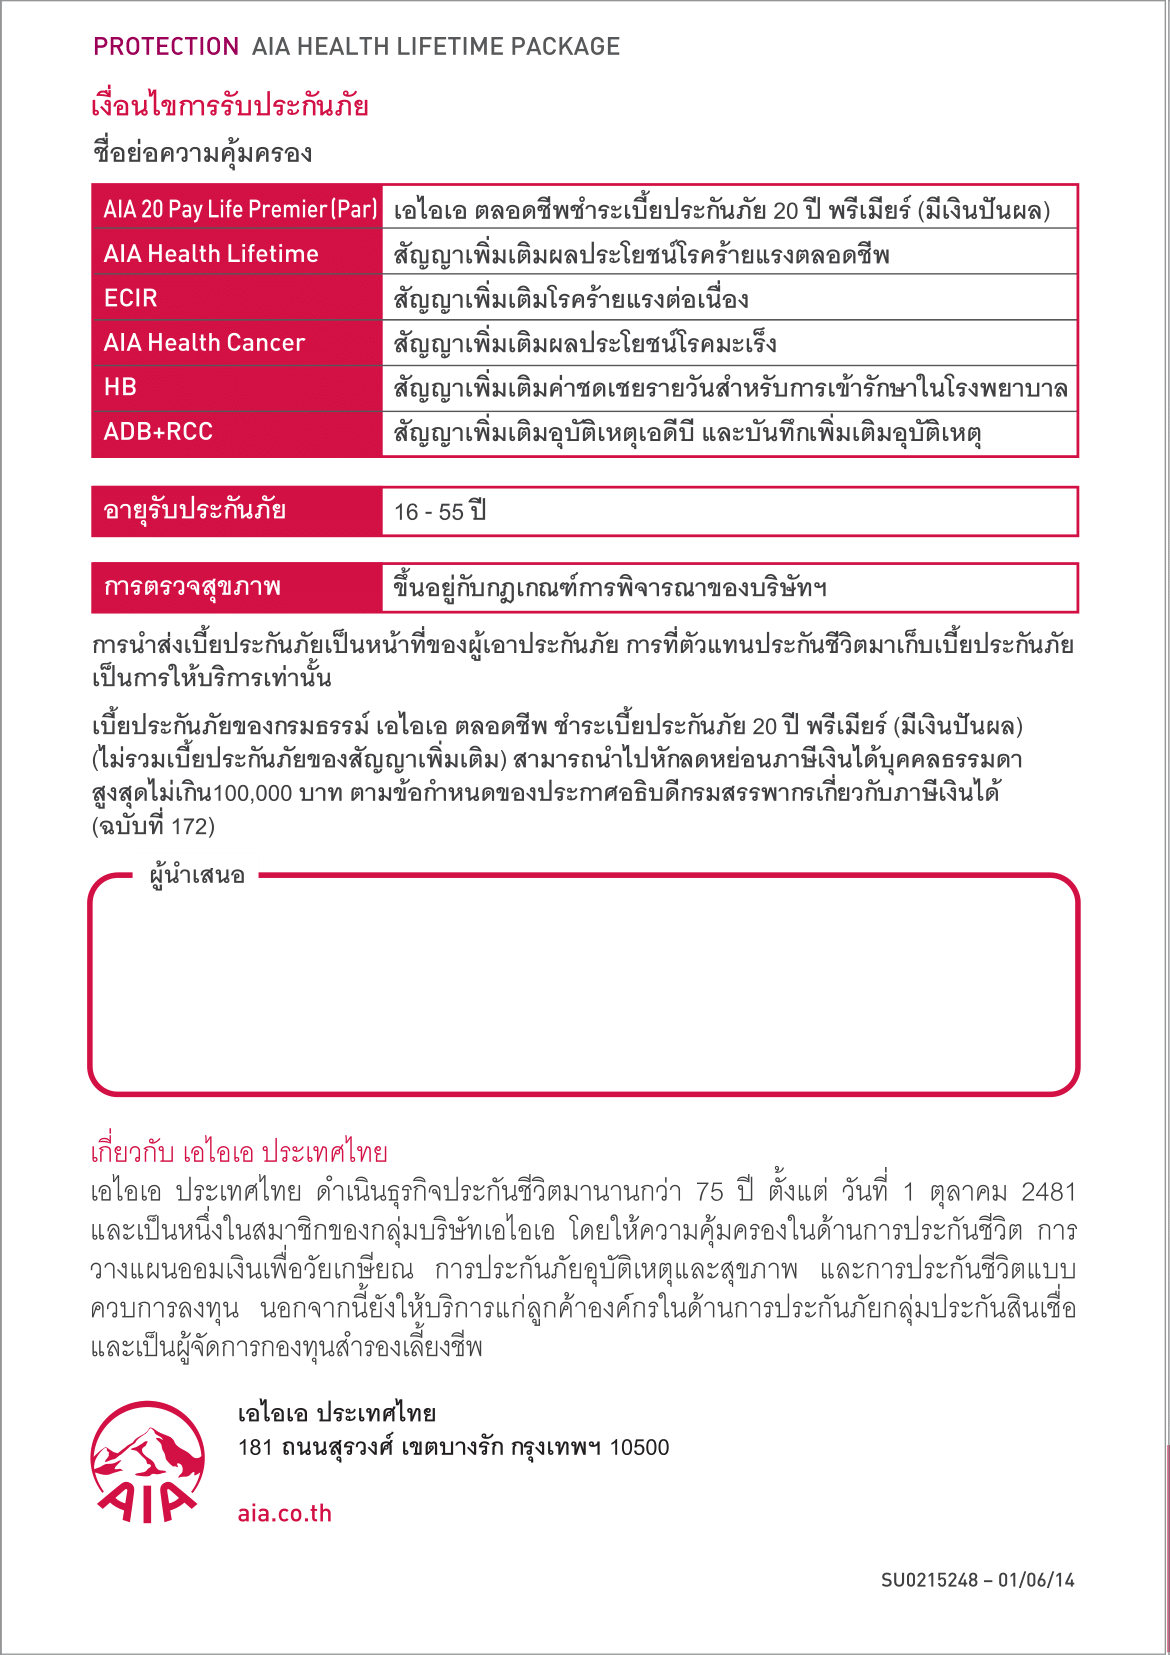 PROTECTION AIA HEALTH LIFETIME PACKAGE
เงื่อนไขการรับประกันภัย
ชื่อย่อความคุ้มครอง
AIA 20 Pay Life Premier (Par) เอไอเอ ตลอดชีพชำระเบี้ยประกันภัย 20 ปี พรีเมียร์ (มีเงินปันผล)
AIA Health Lifetime สัญญาเพิ่มเติมผลประโยชน์โรคร้ายแรงตลอดชีพ
ECIR สัญญาเพิ่มเติมโรคร้ายแรงต่อเนื่อง
AIA Health Cancer สัญญาเพิ่มเติมผลประโยชน์โรคมะเร็ง
HB สัญญาเพิ่มเติมค่าชดเชยรายวันสำหรับการเข้ารักษาในโรงพยาบาล
ADB+RCC สัญญาเพิ่มเติมอุบัติเหตุเอดีบี และบันทึกเพิ่มเติมอุบัติเหตุ
อายุรับประกันภัย 16 - 55 ปี
การตรวจสุขภาพ ขึ้นอยู่กับกฎเกณฑ์การพิจารณาของบริษัทฯ
การนำส่งเบี้ยประกันภัยเป็นหน้าที่ของผู้เอาประกันภัย การที่ตัวแทนประกันชีวิตมาเก็บเบี้ยประกันภัย
เป็นการให้บริการเท่านั้น
เบี้ยประกันภัยของกรมธรรม์ เอไอเอ ตลอดชีพ ชำระเบี้ยประกันภัย 20 ปี พรีเมียร์ (มีเงินปันผล)
(ไม่รวมเบี้ยประกันภัยของสัญญาเพิ่มเติม) สามารถนำไปหักลดหย่อนภาษีเงินได้บุคคลธรรมดา
สูงสุดไม่เกิน100,000 บาท ตามข้อกำหนดของประกาศอธิบดีกรมสรรพากรเกี่ยวกับภาษีเงินได้
(ฉบับที่ 172)
ผู้นำเสนอ
เกี่ยวกับ เอไอเอ ประเทศไทย
เอไอเอ ประเทศไทย ดำเนินธุรกิจประกันชีวิตมานานกว่า 75 ปี ตั้งแต่ วันที่ 1 ตุลาคม 2481
และเป็นหนึ่งในสมาชิกของกลุ่มบริษัทเอไอเอ โดยให้ความคุ้มครองในด้านการประกันชีวิต การ
วางแผนออมเงินเพื่อวัยเกษียณ การประกันภัยอุบัติเหตุและสุขภาพ และการประกันชีวิตแบบ
ควบการลงทุน นอกจากนี้ยังให้บริการแก่ลูกค้าองค์กรในด้านการประกันภัยกลุ่มประกันสินเชื่อ
และเป็นผู้จัดการกองทุนสำรองเลี้ยงชีพ
AIA
เอไอเอ ประเทศไทย
181 ถนนสุรวงศ์ เขตบางรัก กรุงเทพฯ 10500
aia.co.th
SU0215248 – 01/06/14